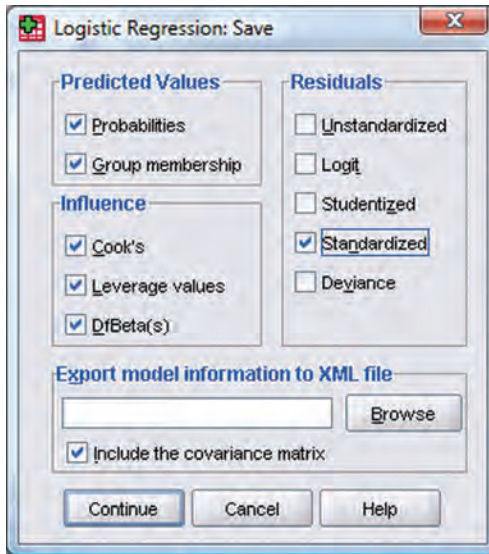 Logistic Regression: Save
Predicted Values
Probabilities
Group membership
Influence
Cook's
Leverage values
DfBeta(s)
Residuals
Unstandardized
Logit
Studentized
Standardized
Deviance
Export model information to XML file
Browse
Include the covariance matrix
Continue Cancel Help